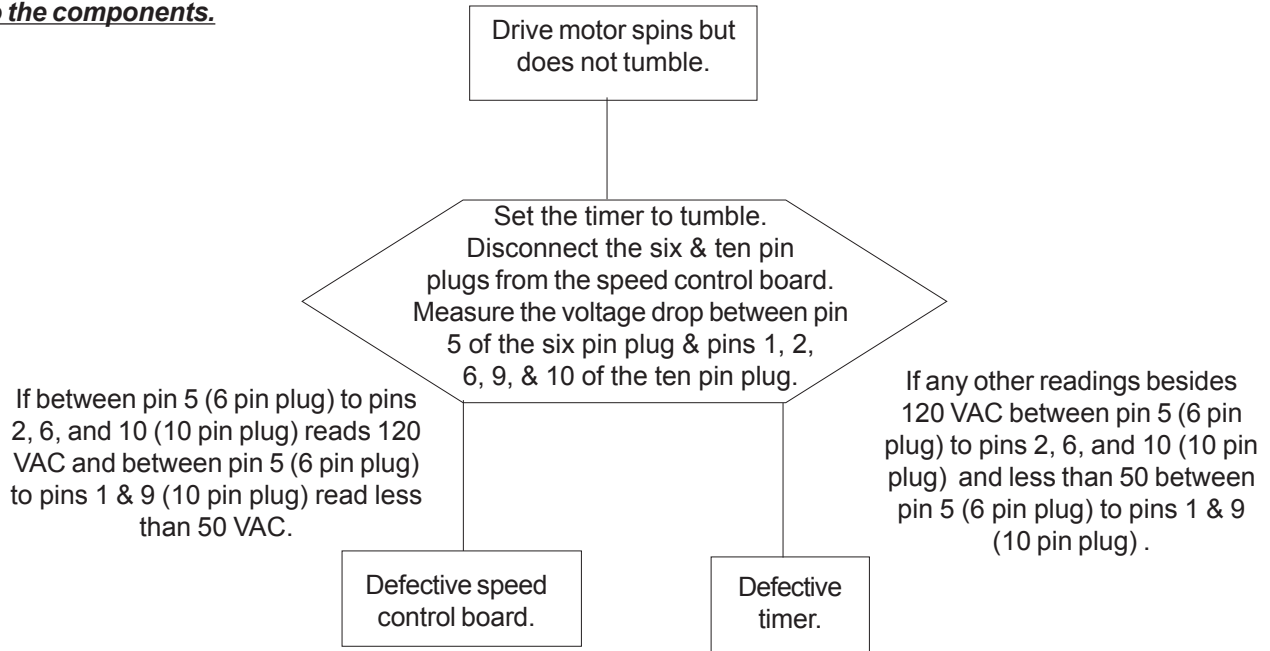 the components.
Drive motor spins but
does not tumble.
Set the timer to tumble.
Disconnect the six & ten pin
plugs from the speed control board.
Measure the voltage drop between pin
5 of the six pin plug & pins 1, 2,
6, 9, & 10 of the ten pin plug.
If between pin 5 (6 pin plug) to pins
2, 6, and 10 (10 pin plug) reads 120
VAC and between pin 5 (6 pin plug)
to pins 1 & 9 (10 pin plug) read less
than 50 VAC.
If any other readings besides
120 VAC between pin 5 (6 pin
plug) to pins 2, 6, and 10 (10 pin
plug) and less than 50 between
pin 5 (6 pin plug) to pins 1 & 9
(10 pin plug) .
Defective speed
control board.
Defective
timer.